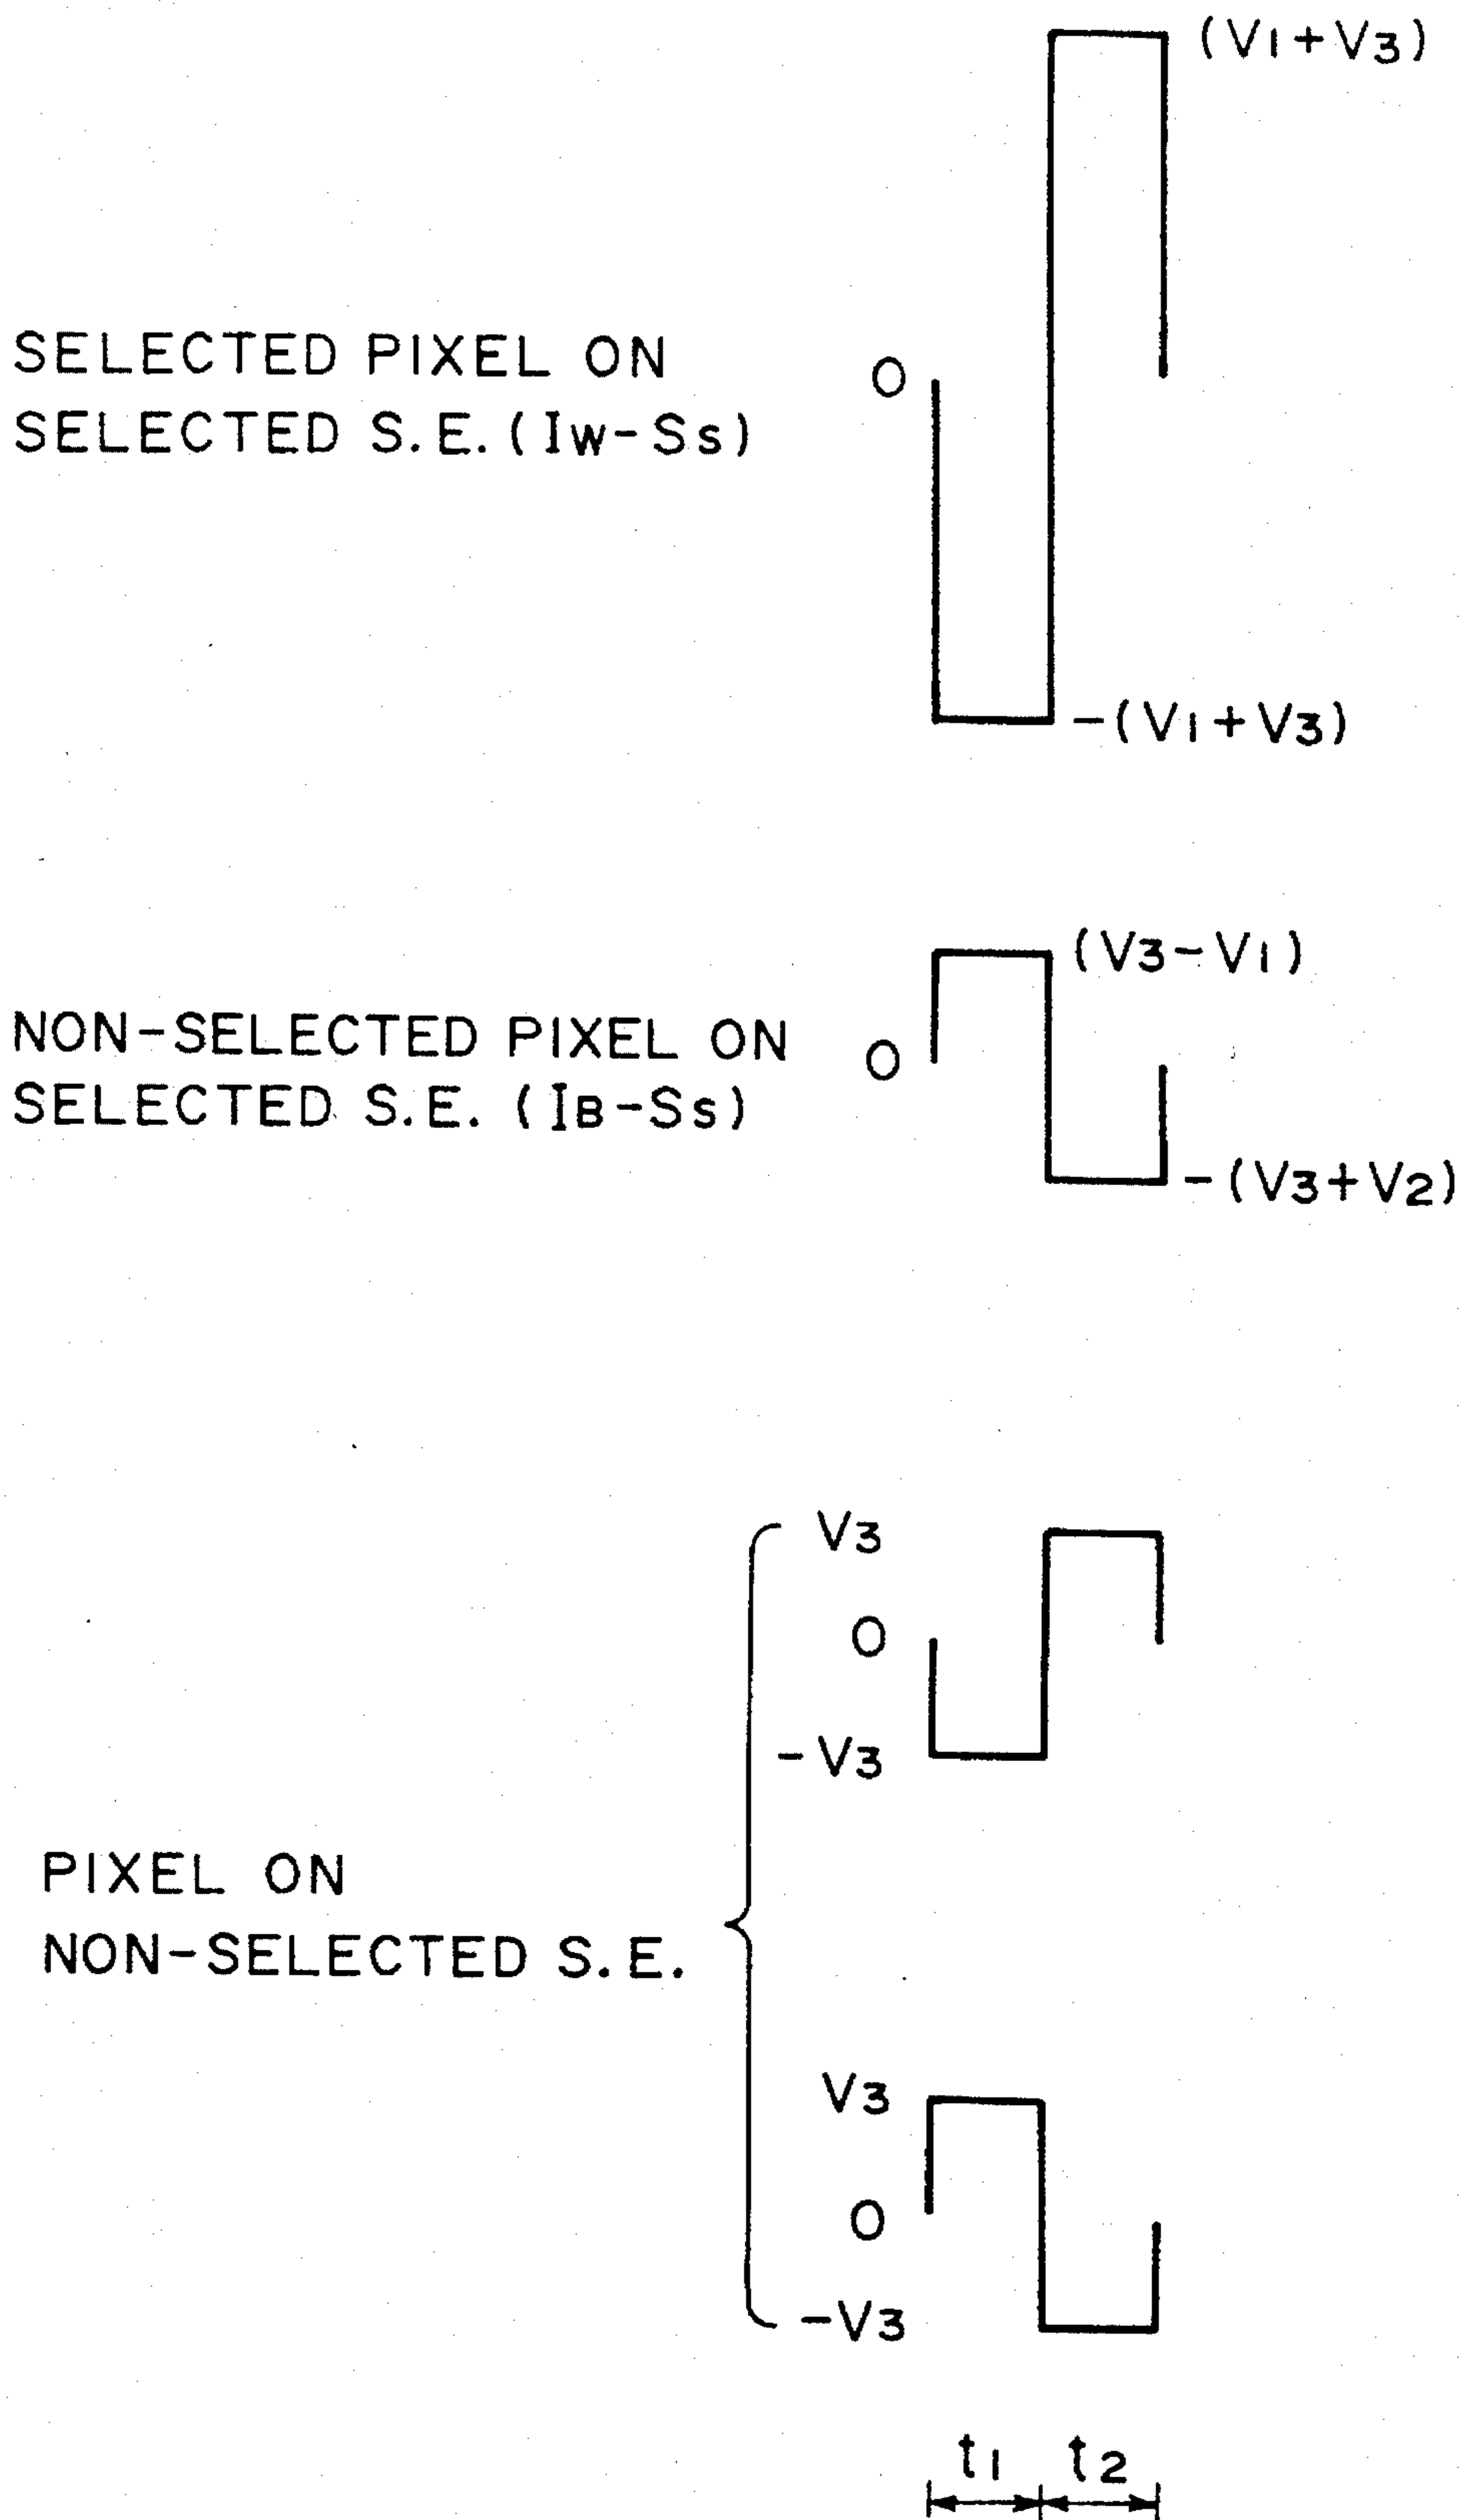 (V1+V3)
SELECTED PIXEL ON
SELECTED S.E.(IW-SS)
0
-(V1+V3)
(V3-V1)
NON-SELECTED PIXEL ON
SELECTED S.E. (IB-SS)
0
-(V3+V2)
V3
0
-V3
PIXEL ON
NON-SELECTED S.E.
V3
0
-V3
t1 t2